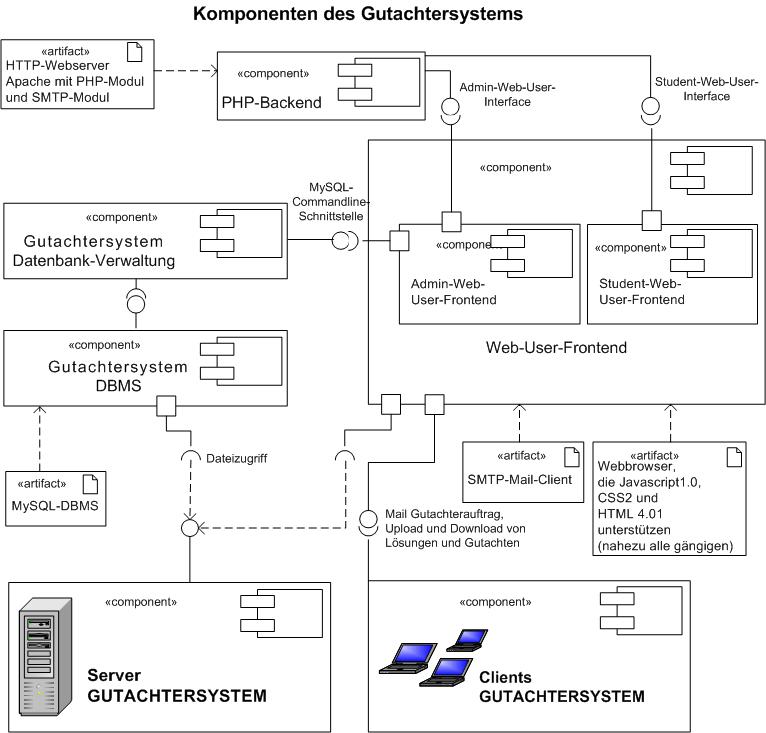 Komponenten des Gutachtersystems
«artifact»
HTTP-Webserver
Apache mit PHP-Modul
und SMTP-Modul
«component»
PHP-Backend
Admin-Web-User-
Interface
Student-Web-User-
Interface
«component»
MySQL-
Commandline-
Schnittstelle
«component»
Gutachtersystem
Datenbank-Verwaltung
«component»
Admin-Web-
User-Frontend
«component»
Student-Web-
User-Frontend
Web-User-Frontend
«component»
Gutachtersystem
DBMS
Dateizugriff
«artifact»
MySQL-DBMS
«artifact»
SMTP-Mail-Client
«artifact»
Webbrowser,
die Javascript1.0,
CSS2 und
HTML 4.01
unterstützen
(nahezu alle gängigen)
Mail Gutachterauftrag,
Upload und Download von
Lösungen und Gutachten
«component»
Server
GUTACHTERSYSTEM
«component»
Clients
GUTACHTERSYSTEM